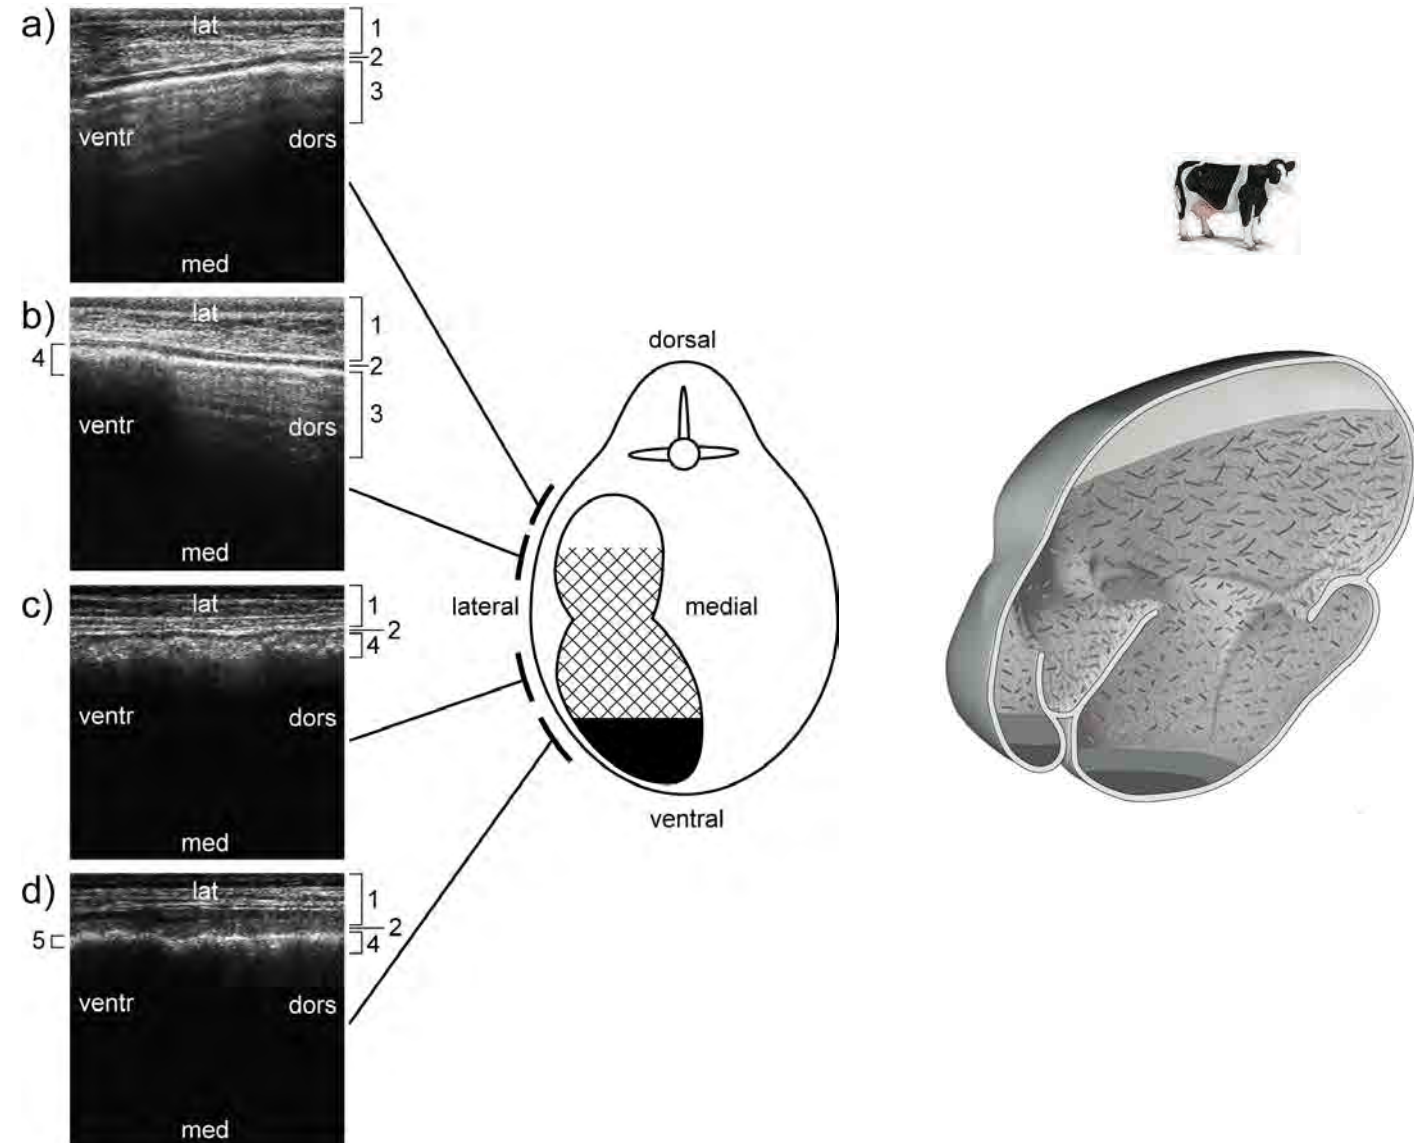 a)
lat
1
2
3
ventr
dors
med
b)
lat
1
2
3
4
ventr
dors
med
c)
lat
1
2
4
ventr
dors
med
d)
lat
1
2
4
5
ventr
dors
med
dorsal
lateral
medial
ventral